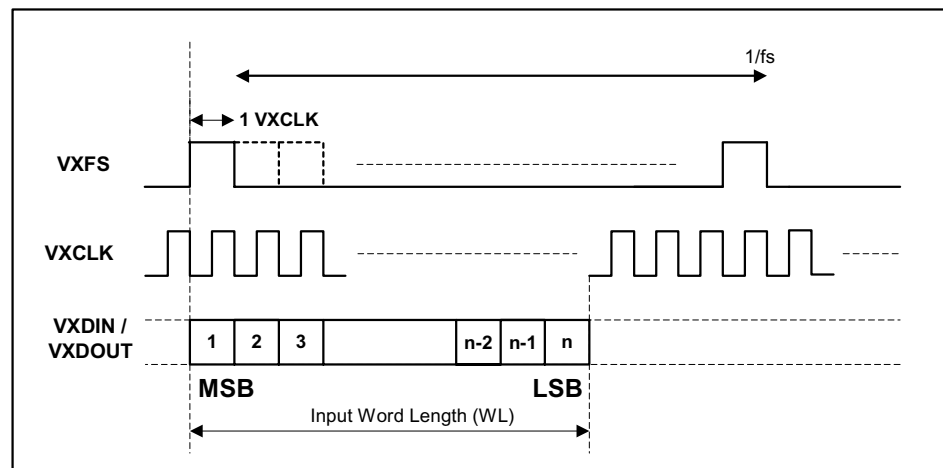 1/fs
1 VXCLK
VXFS
VXCLK
VXDIN /
VXDOUT
1 2 3 n-2 n-1 n
MSB LSB
Input Word Length (WL)